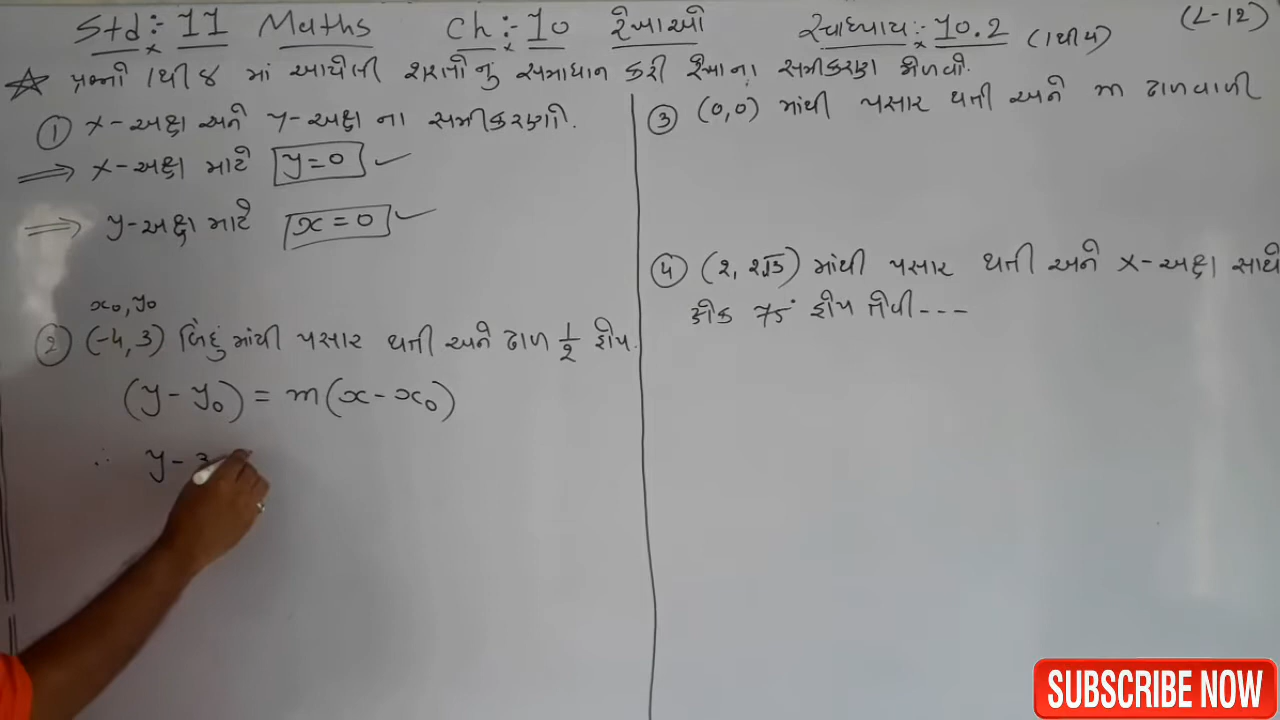 Std:- 11 Maths Ch:- 10 રેખાઓ સ્વાધ્યાય:- 10.2 (1થી૪) (L-12)
પ્રશ્નો 1થી૪ માં આપેલી શરતોનું સમાધાન કરી રેખાના સમીકરણ મેળવો.
① x-અક્ષ અને y-અક્ષ ના સમીકરણો.
⟹ x-અક્ષ માટે y=0 ✓
⟹ y-અક્ષ માટે x=0 ✓
x₀, y₀
② (-4, 3) બિંદુમાંથી પસાર થતી અને ઢાળ 1/2 હોય.
(y - y₀) = m(x - x₀)
∴ y - 3
③ (0,0) માંથી પસાર થતી અને m ઢાળવાળી
④ (2, 2√3) માંથી પસાર થતી અને x-અક્ષ સાથે
75° હોય તેવી---
SUBSCRIBE NOW